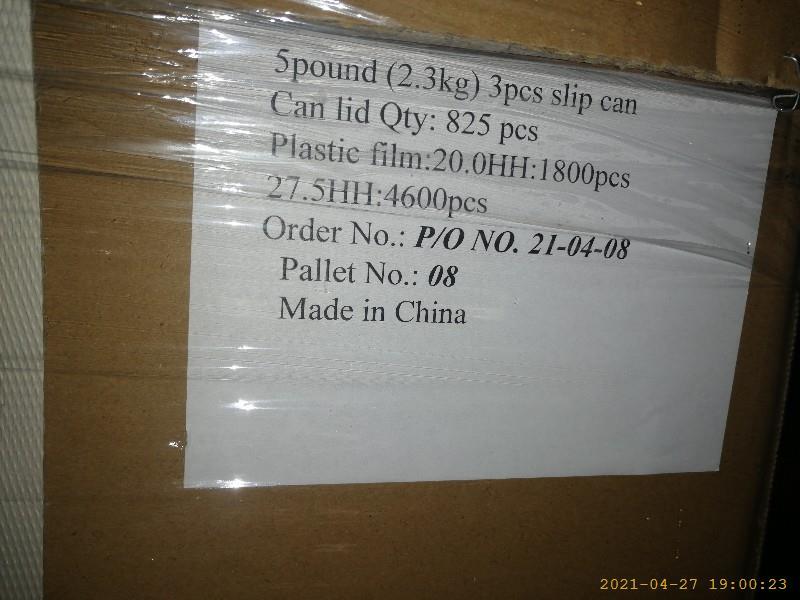 5pound (2.3kg) 3pcs slip can
Can lid Qty: 825 pcs
Plastic film:20.0HH:1800pcs
27.5HH:4600pcs
Order No.: P/O NO. 21-04-08
Pallet No.: 08
Made in China
2021-04-27 19:00:23